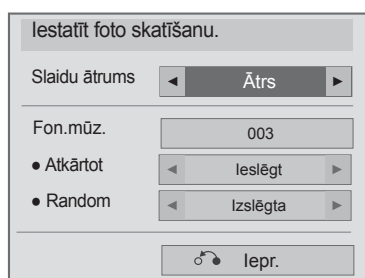 Iestatīt foto skatīšanu.
Slaidu ātrums ◄ Ātrs ►
Fon.mūz. 003
● Atkārtot ◄ Ieslēgt ►
● Random ◄ Izslēgta ►
Iepr.